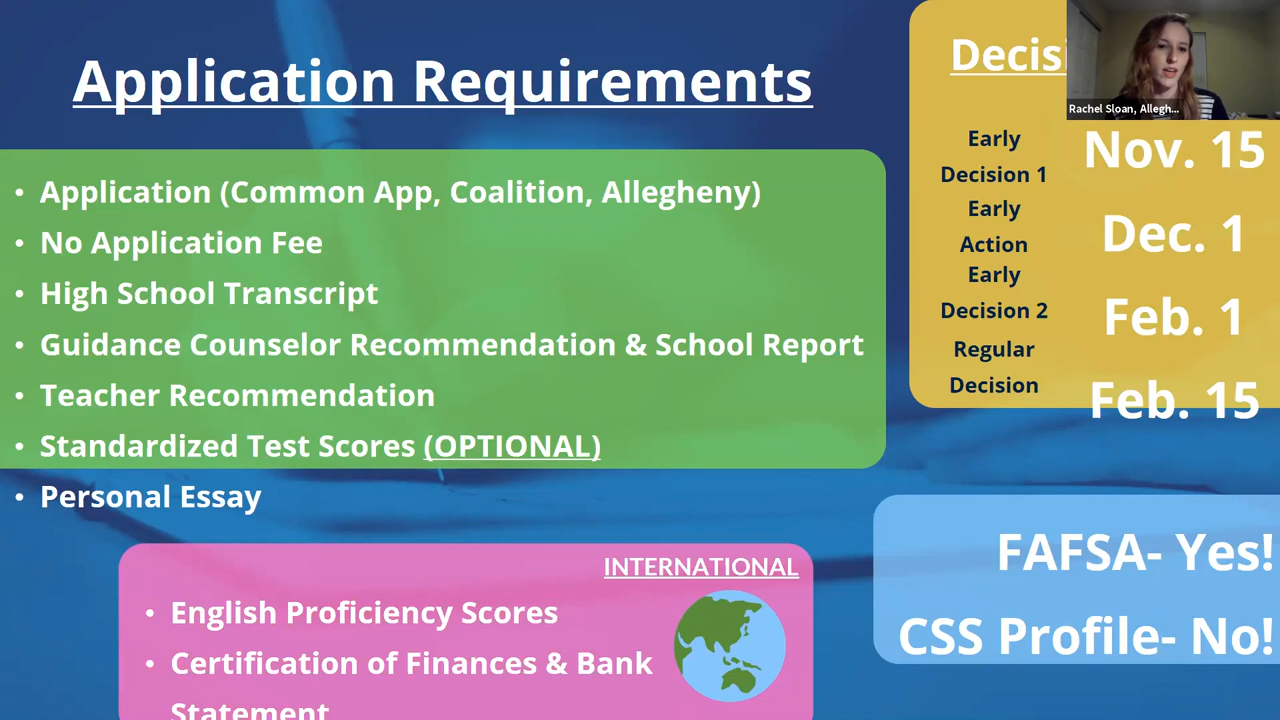 Application Requirements
• Application (Common App, Coalition, Allegheny)
• No Application Fee
• High School Transcript
• Guidance Counselor Recommendation & School Report
• Teacher Recommendation
• Standardized Test Scores (OPTIONAL)
• Personal Essay
INTERNATIONAL
• English Proficiency Scores
• Certification of Finances & Bank
Statement
Decisi
Rachel Sloan, Allegh...
Early
Decision 1
Nov. 15
Early
Action
Dec. 1
Early
Decision 2
Feb. 1
Regular
Decision
Feb. 15
FAFSA- Yes!
CSS Profile- No!